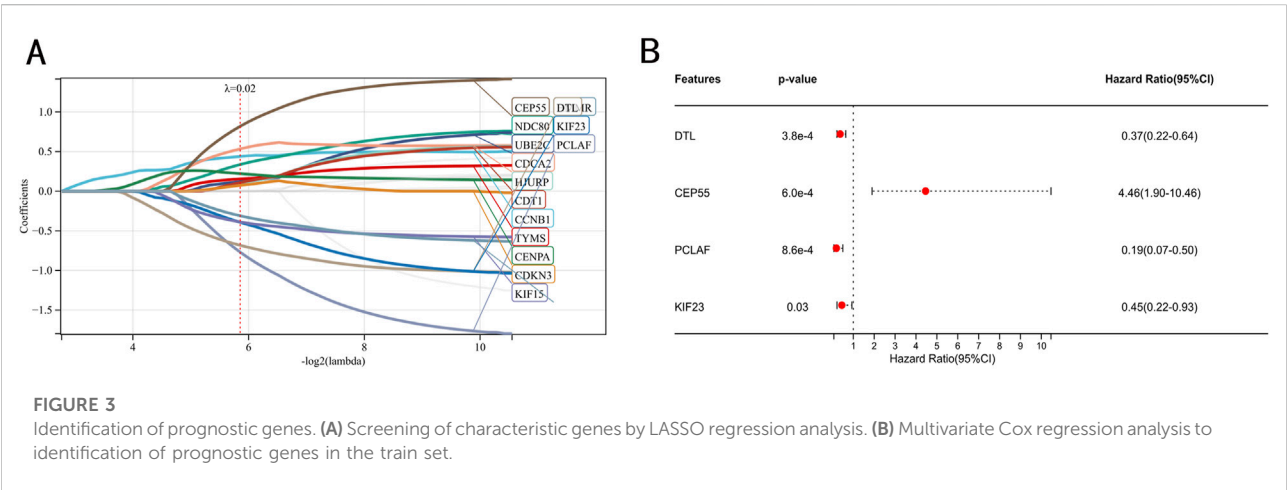 A
λ=0.02
1.0
0.5
0.0
−0.5
−1.0
−1.5
Coefficients
4 6 8 10
-log2(lambda)
CEP55 DTL IR
NDC80 KIF23
UBE2C PCLAF
CDCA2
HJURP
CDT1
CCNB1
TYMS
CENPA
CDKN3
KIF15
B
Features p-value Hazard Ratio(95%CI)
DTL 3.8e-4 0.37(0.22-0.64)
CEP55 6.0e-4 4.46(1.90-10.46)
PCLAF 8.6e-4 0.19(0.07-0.50)
KIF23 0.03 0.45(0.22-0.93)
1 2 3 4 5 6 7 8 9 10
Hazard Ratio(95%CI)
FIGURE 3
Identification of prognostic genes. (A) Screening of characteristic genes by LASSO regression analysis. (B) Multivariate Cox regression analysis to
identification of prognostic genes in the train set.